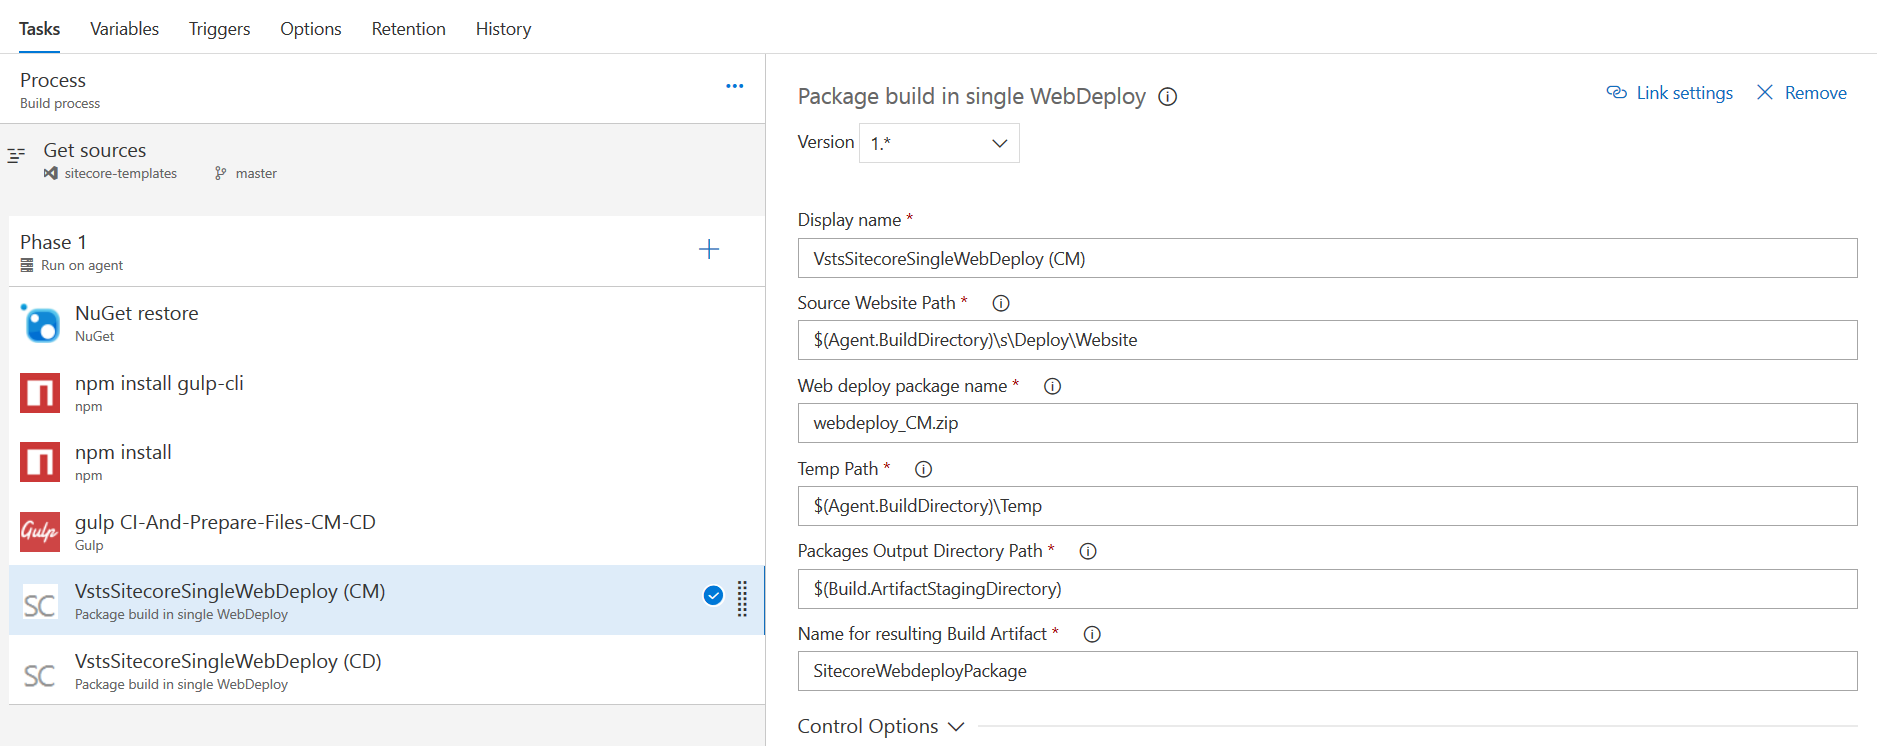 Tasks Variables Triggers Options Retention History
Process
Build process
...
Get sources
sitecore-templates master
Phase 1
Run on agent
NuGet restore
NuGet
npm install gulp-cli
npm
npm install
npm
Gulp
gulp CI-And-Prepare-Files-CM-CD
Gulp
SC
VstsSitecoreSingleWebDeploy (CM)
Package build in single WebDeploy
SC
VstsSitecoreSingleWebDeploy (CD)
Package build in single WebDeploy
Package build in single WebDeploy
Link settings Remove
Version 1.*
Display name *
VstsSitecoreSingleWebDeploy (CM)
Source Website Path *
$(Agent.BuildDirectory)\s\Deploy\Website
Web deploy package name *
webdeploy_CM.zip
Temp Path *
$(Agent.BuildDirectory)\Temp
Packages Output Directory Path *
$(Build.ArtifactStagingDirectory)
Name for resulting Build Artifact *
SitecoreWebdeployPackage
Control Options